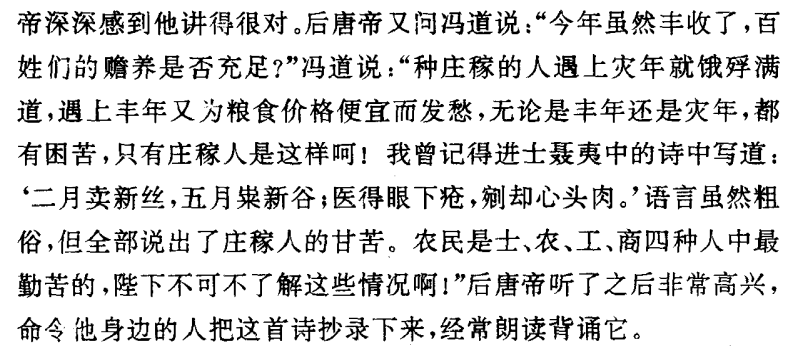 帝深深感到他讲得很对。后唐帝又问冯道说:“今年虽然丰收了,百
姓们的赡养是否充足?”冯道说:“种庄稼的人遇上灾年就饿殍满
道,遇上丰年又为粮食价格便宜而发愁,无论是丰年还是灾年,都
有困苦,只有庄稼人是这样呵! 我曾记得进士聂夷中的诗中写道:
‘二月卖新丝,五月粜新谷;医得眼下疮,剜却心头肉。’语言虽然粗
俗,但全部说出了庄稼人的甘苦。农民是士、农、工、商四种人中最
勤苦的,陛下不可不了解这些情况啊!”后唐帝听了之后非常高兴,
命令他身边的人把这首诗抄录下来,经常朗读背诵它。